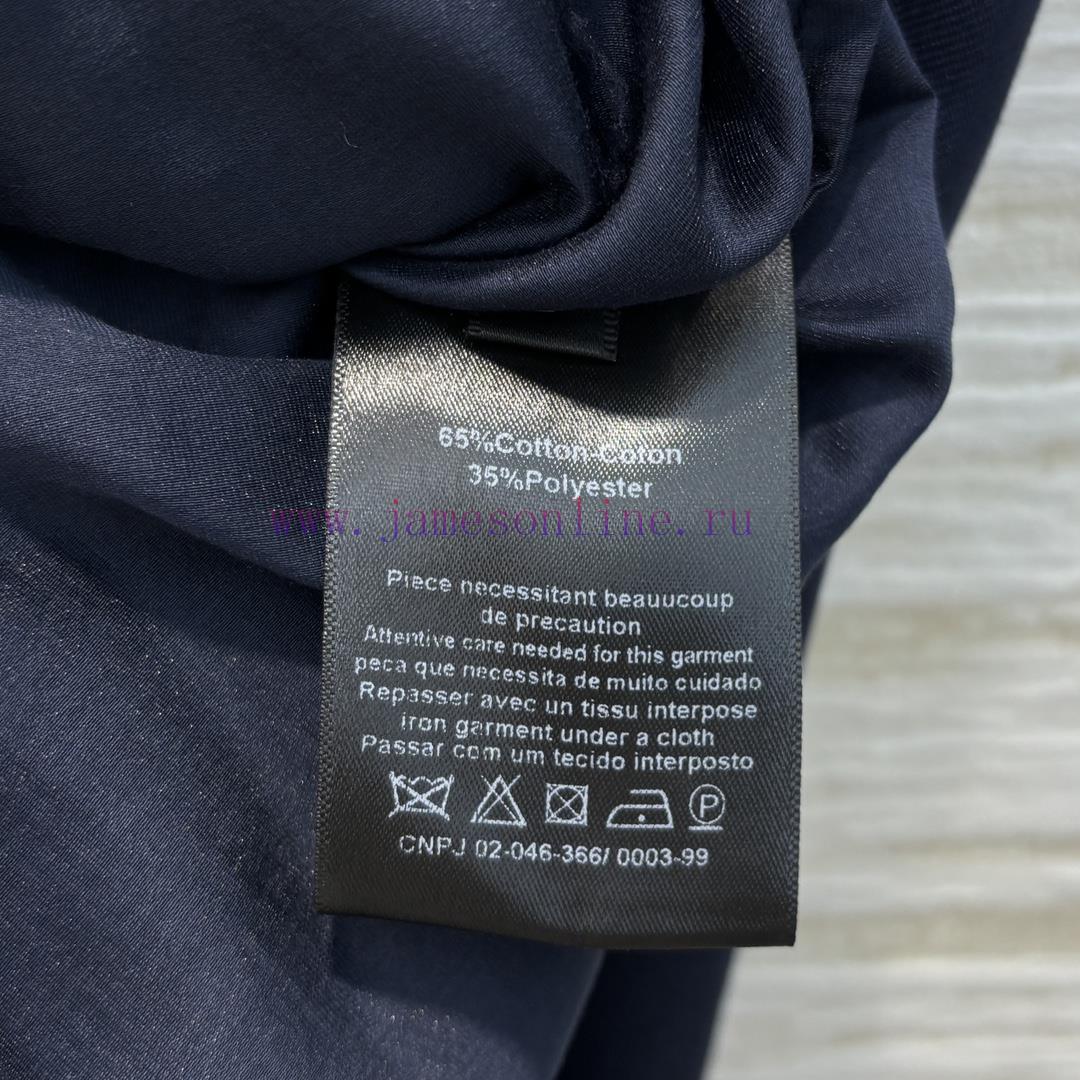 65%Cotton-Coton
35%Polyester
www.jamesonline.ru
Piece necessitant beauucoup
de precaution
Attentive care needed for this garment
peca que necessita de muito cuidado
Repasser avec un tissu interpose
iron garment under a cloth
Passar com um tecido interposto
P
CNPJ 02-046-366/ 0003-99